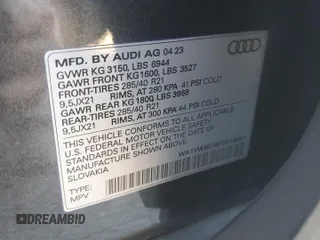 MFD. BY AUDI AG 04 23
GVWR KG 3150, LBS 6944
GAWR FRONT KG1600, LBS 3527
FRONT-TIRES 285/40 R21
9,5JX21 RIMS, AT 280 KPA 41 PSI COLD
GAWR REAR KG 1800, LBS 3968
REAR-TIRES 285/40 R21
9,5JX21 RIMS, AT 300 KPA 44 PSI COLD
THIS VEHICLE CONFORMS TO ALL
APPLICABLE FEDERAL MOTOR
VEHICLE SAFETY STANDARDS IN
EFFECT ON THE DATE OF
MANUFACTURE SHOWN ABOVE.
SLOVAKIA
TYPE:
MPV
DREAMBID